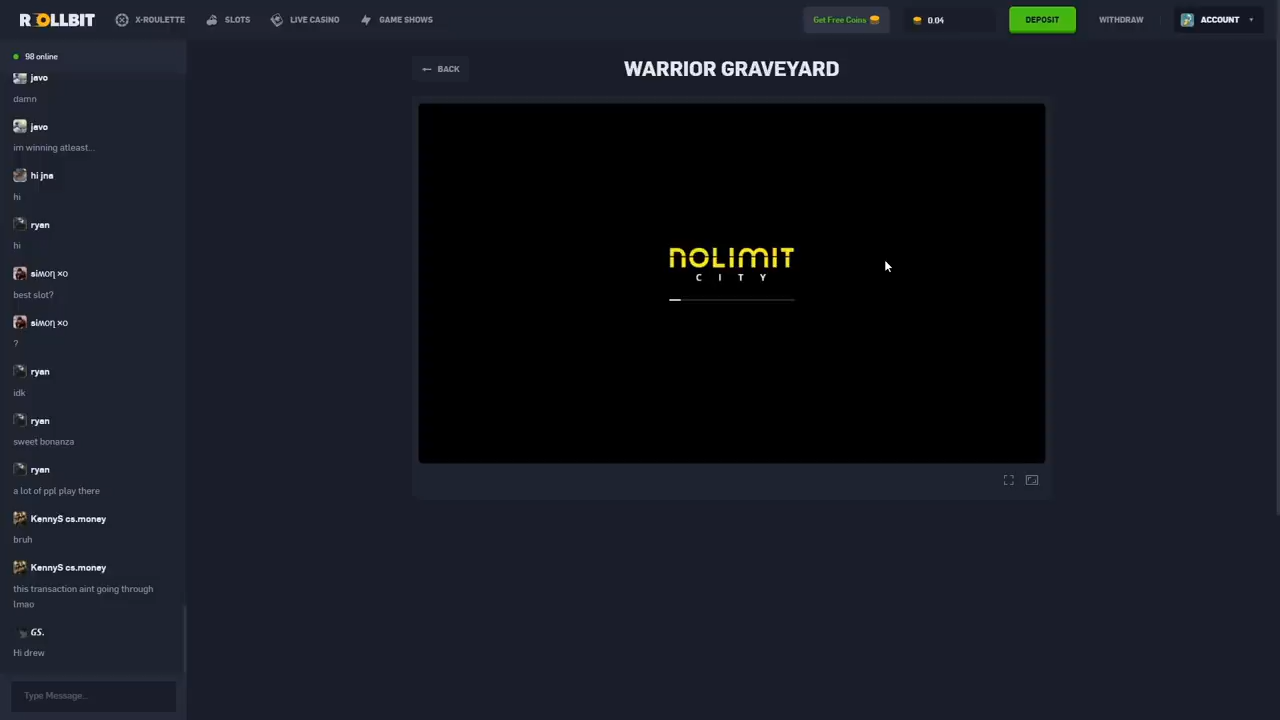 ROLLBIT
X-ROULETTE
SLOTS
LIVE CASINO
GAME SHOWS
Get Free Coins
0.04
DEPOSIT
WITHDRAW
ACCOUNT
98 online
javo
damn
javo
im winning atleast...
hi jna
hi
ryan
hi
siмση ×o
best slot?
siмση ×o
?
ryan
idk
ryan
sweet bonanza
ryan
a lot of ppl play there
KennyS cs.money
bruh
KennyS cs.money
this transaction aint going through
lmao
GS.
Hi drew
Type Message...
← BACK
WARRIOR GRAVEYARD
NOLIMIT
CITY